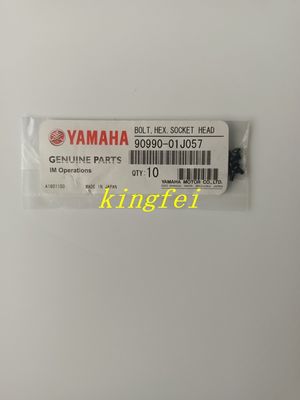 BOLT, HEX. SOCKET HEAD
YAMAHA
90990-01J057
GENUINE PARTS
IM Operations
QTY: 10
MADE IN JAPAN
YAMAHA MOTOR CO., LTD.
kingfei